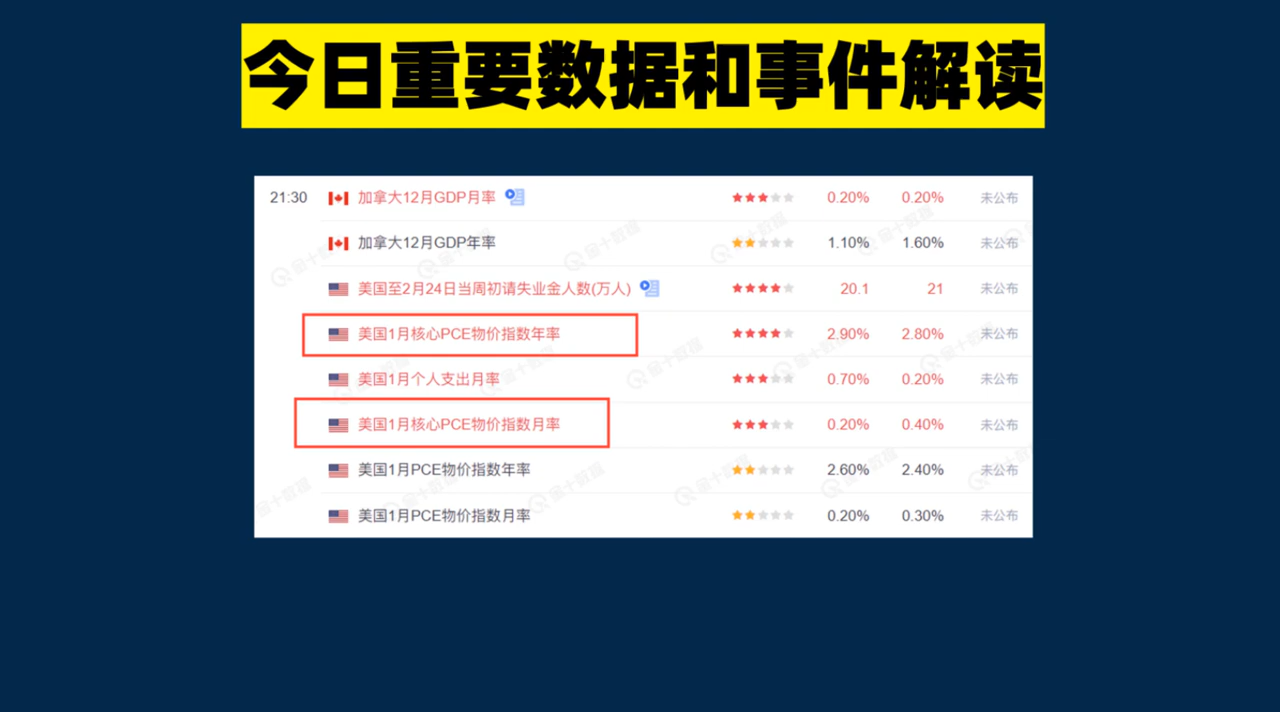 今日重要数据和事件解读
21:30 加拿大12月GDP月率 0.20% 0.20% 未公布
加拿大12月GDP年率 1.10% 1.60% 未公布
美国至2月24日当周初请失业金人数(万人) 20.1 21 未公布
美国1月核心PCE物价指数年率 2.90% 2.80% 未公布
美国1月个人支出月率 0.70% 0.20% 未公布
美国1月核心PCE物价指数月率 0.20% 0.40% 未公布
美国1月PCE物价指数年率 2.60% 2.40% 未公布
美国1月PCE物价指数月率 0.20% 0.30% 未公布